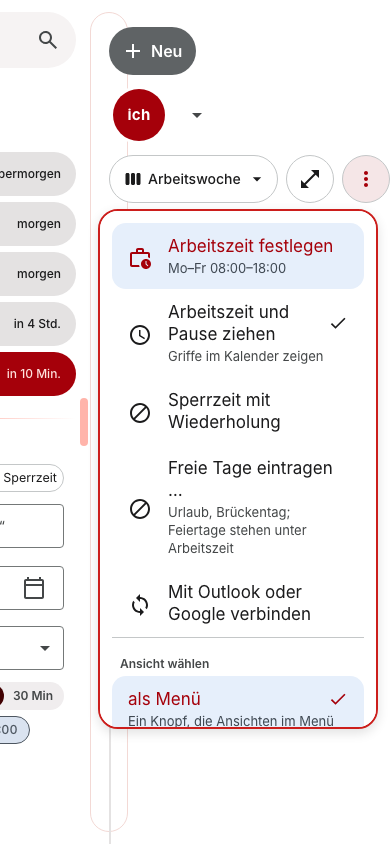 Neu
ich
Arbeitswoche
permorgen
morgen
morgen
in 4 Std.
in 10 Min.
Sperrzeit
“
30 Min
:00
Arbeitszeit festlegen
Mo–Fr 08:00–18:00
Arbeitszeit und
Pause ziehen
Griffe im Kalender zeigen
Sperrzeit mit
Wiederholung
Freie Tage eintragen
...
Urlaub, Brückentag;
Feiertage stehen unter
Arbeitszeit
Mit Outlook oder
Google verbinden
Ansicht wählen
als Menü
Ein Knopf, die Ansichten im Menü